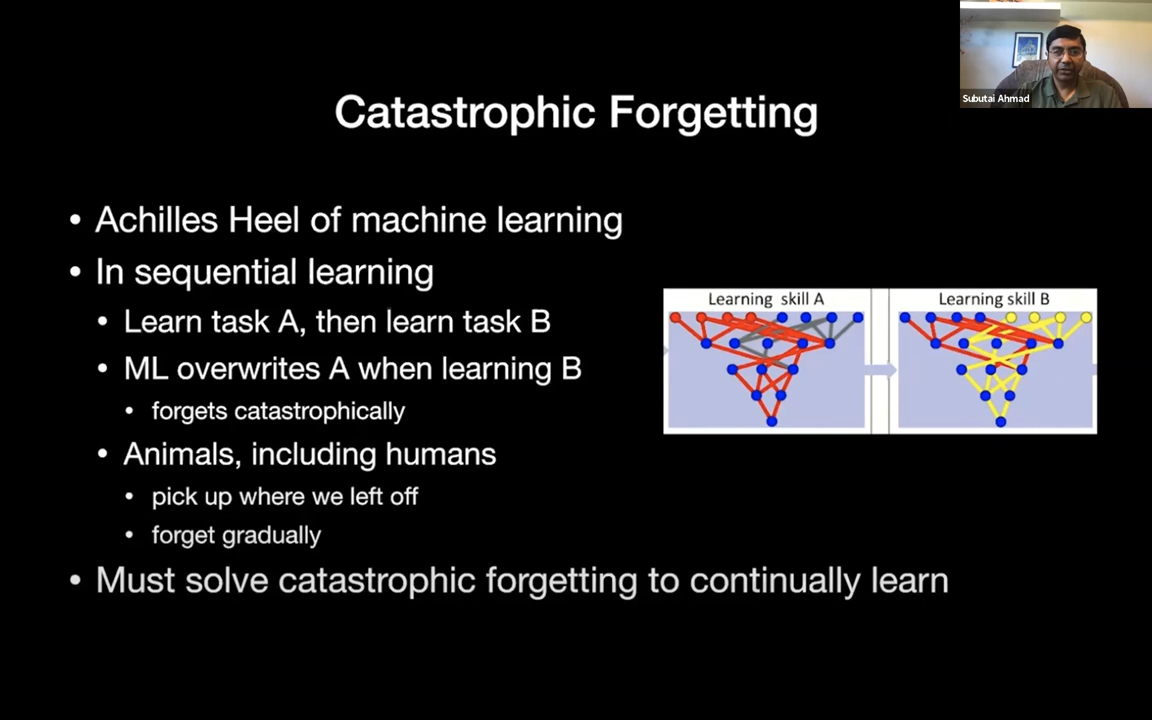 Subutai Ahmad
Catastrophic Forgetting
• Achilles Heel of machine learning
• In sequential learning
• Learn task A, then learn task B
• ML overwrites A when learning B
• forgets catastrophically
• Animals, including humans
• pick up where we left off
• forget gradually
• Must solve catastrophic forgetting to continually learn
Learning skill A
Learning skill B